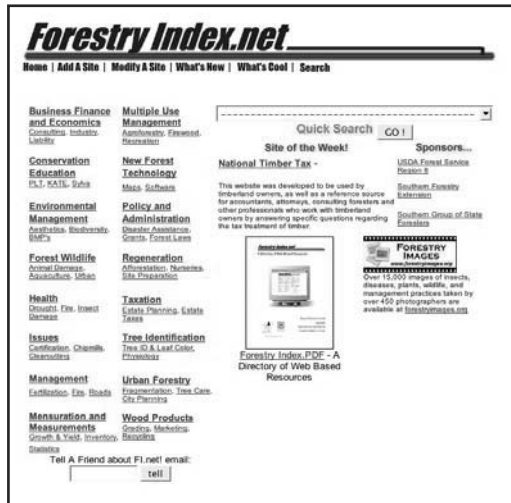 Forestry Index.net
Home | Add A Site | Modify A Site | What's New | What's Cool | Search
Business Finance
and Economics
Consulting, Industry,
Liability
Conservation
Education
PLT, KATE, Sylva
Environmental
Management
Aesthetics, Biodiversity,
BMP's
Forest Wildlife
Animal Damage,
Aquaculture, Urban
Health
Drought, Fire, Insect
Damage
Issues
Certification, Chipmills,
Clearcutting
Management
Fertilization, Fire, Roads
Mensuration and
Measurements
Growth & Yield, Inventory,
Statistics
Multiple Use
Management
Agroforestry, Firewood,
Recreation
New Forest
Technology
Maps, Software
Policy and
Administration
Disaster Assistance,
Grants, Forest Laws
Regeneration
Afforestation, Nurseries,
Site Preparation
Taxation
Estate Planning, Estate
Taxes
Tree Identification
Tree ID & Leaf Color,
Physiology
Urban Forestry
Fragmentation, Tree Care,
City Planning
Wood Products
Grading, Marketing,
Recycling
Tell A Friend about FI.net! email:
tell
Quick Search GO !
Site of the Week!
National Timber Tax -
This website was developed to be used by
timberland owners, as well as a reference source
for accountants, attorneys, consulting foresters and
other professionals who work with timberland
owners by answering specific questions regarding
the tax treatment of timber.
Forestry Index.net
Forestry Index.PDF - A
Directory of Web Based
Resources
Sponsors...
USDA Forest Service
Region 8
Southern Forestry
Extension
Southern Group of State
Foresters
FORESTRY
IMAGES
www.forestryimages.org
Over 15,000 images of insects,
diseases, plants, wildlife, and
management practices taken by
over 450 photographers are
available at forestryimages.org